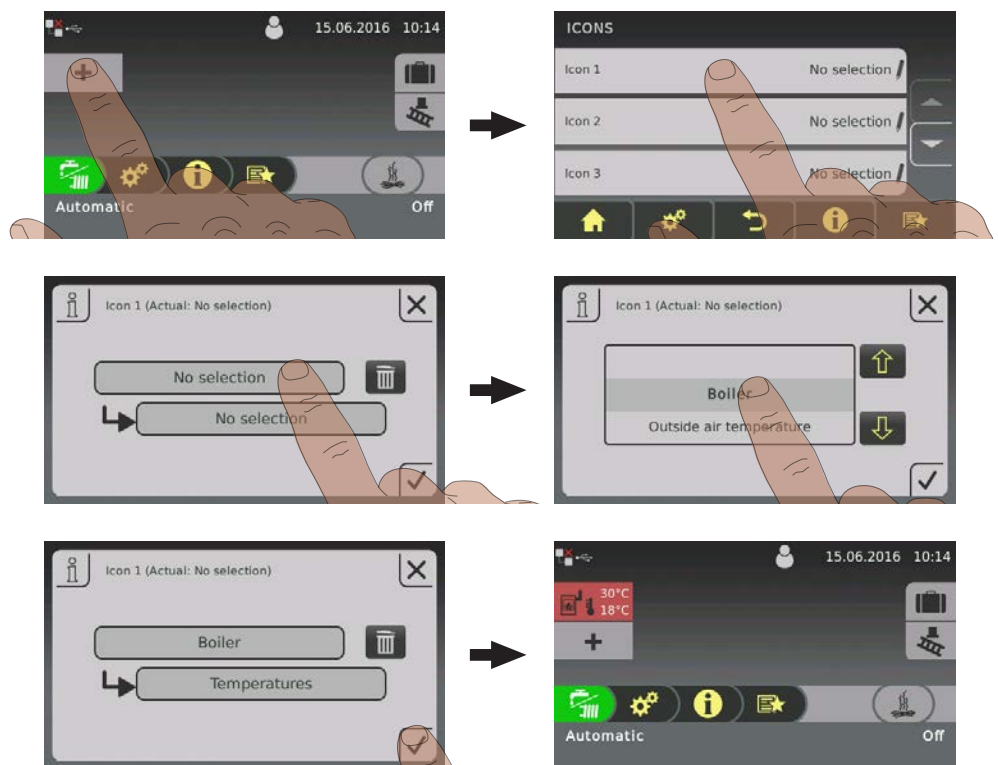 15.06.2016 10:14
Automatic Off
ICONS
Icon 1 No selection
Icon 2 No selection
Icon 3 No selection
Icon 1 (Actual: No selection)
No selection
No selection
Icon 1 (Actual: No selection)
Boiler
Outside air temperature
Icon 1 (Actual: No selection)
Boiler
Temperatures
15.06.2016 10:14
30°C
18°C
Automatic Off